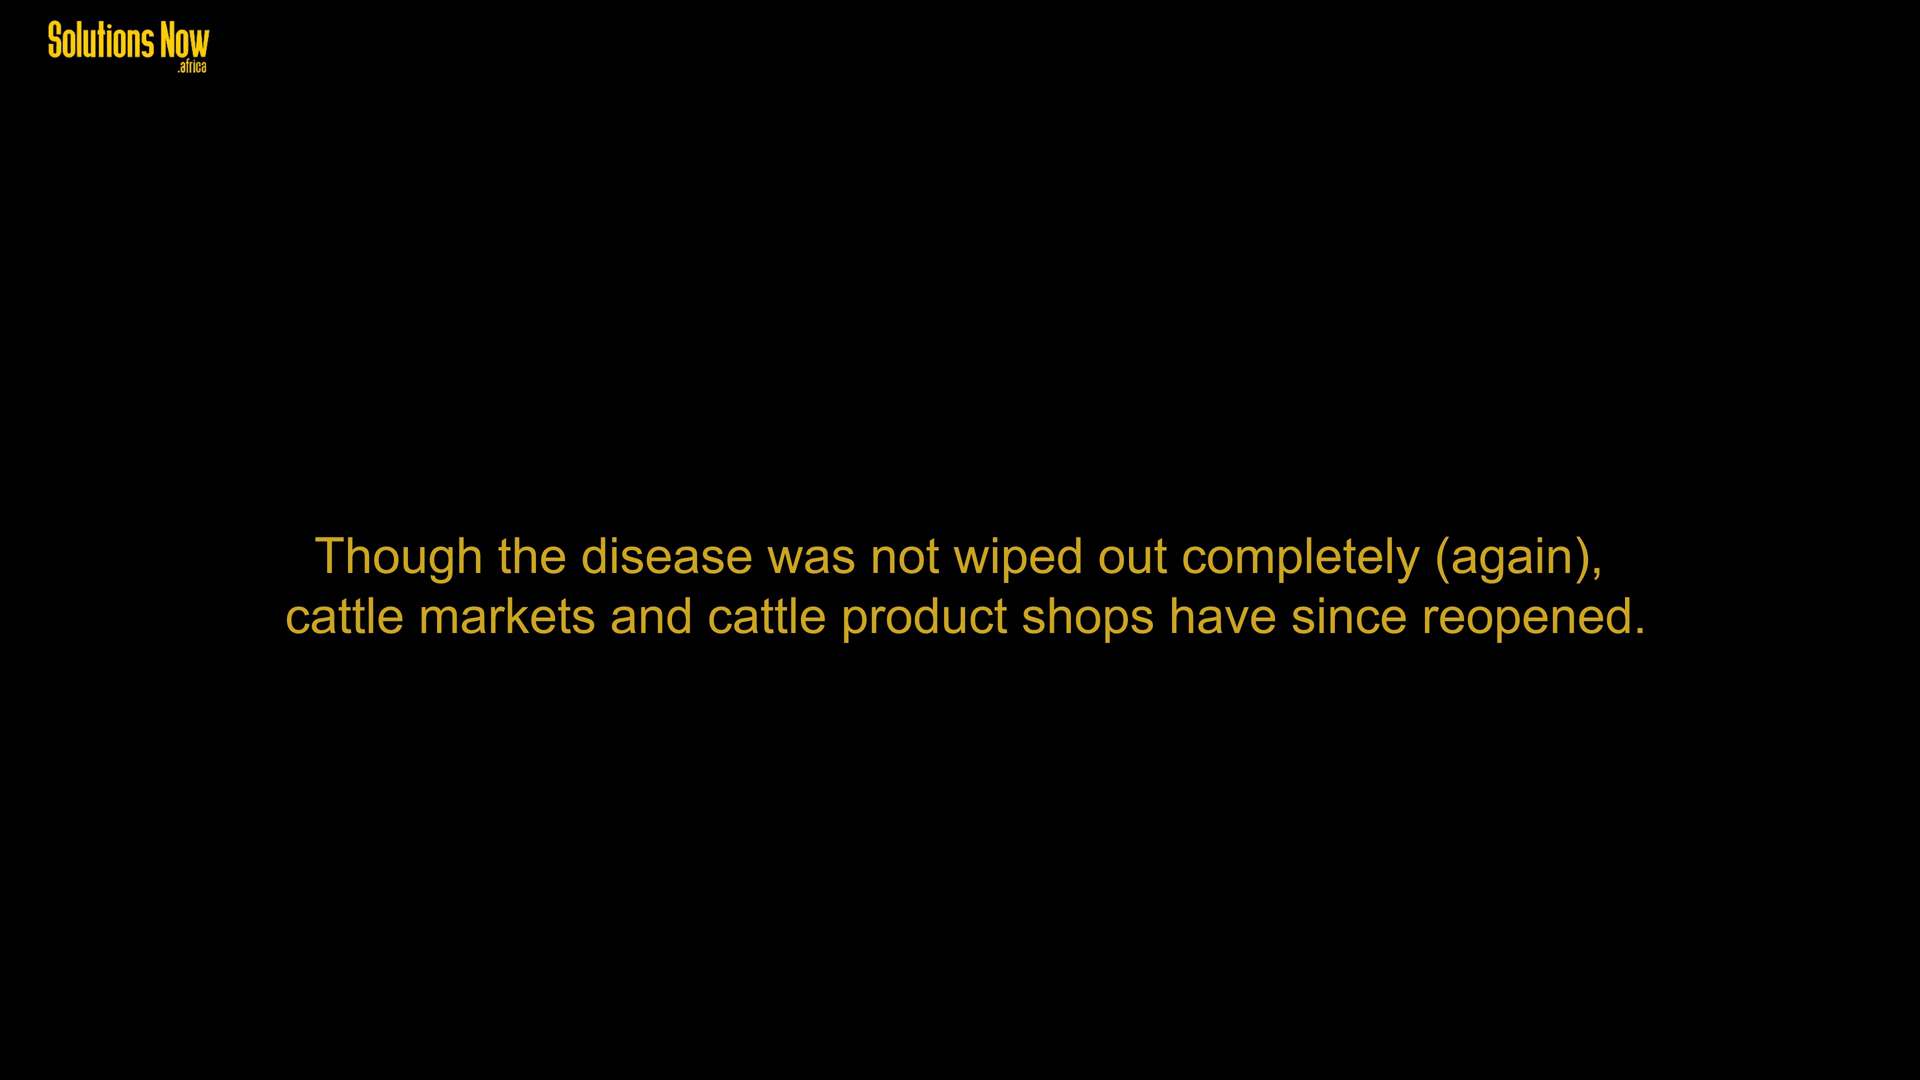 Solutions Now
.africa
Though the disease was not wiped out completely (again),
cattle markets and cattle product shops have since reopened.